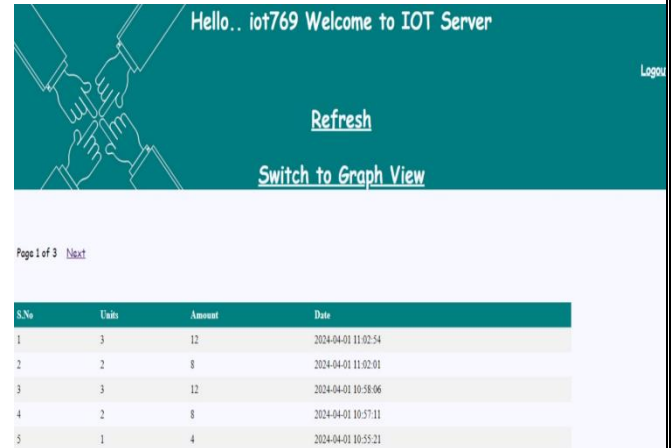 Hello.. iot769 Welcome to IOT Server
Logou
Refresh
Switch to Graph View
Page 1 of 3 Next
S.No Units Amount Date
1 3 12 2024-04-01 11:02:54
2 2 8 2024-04-01 11:02:01
3 3 12 2024-04-01 10:58:06
4 2 8 2024-04-01 10:57:11
5 1 4 2024-04-01 10:55:21